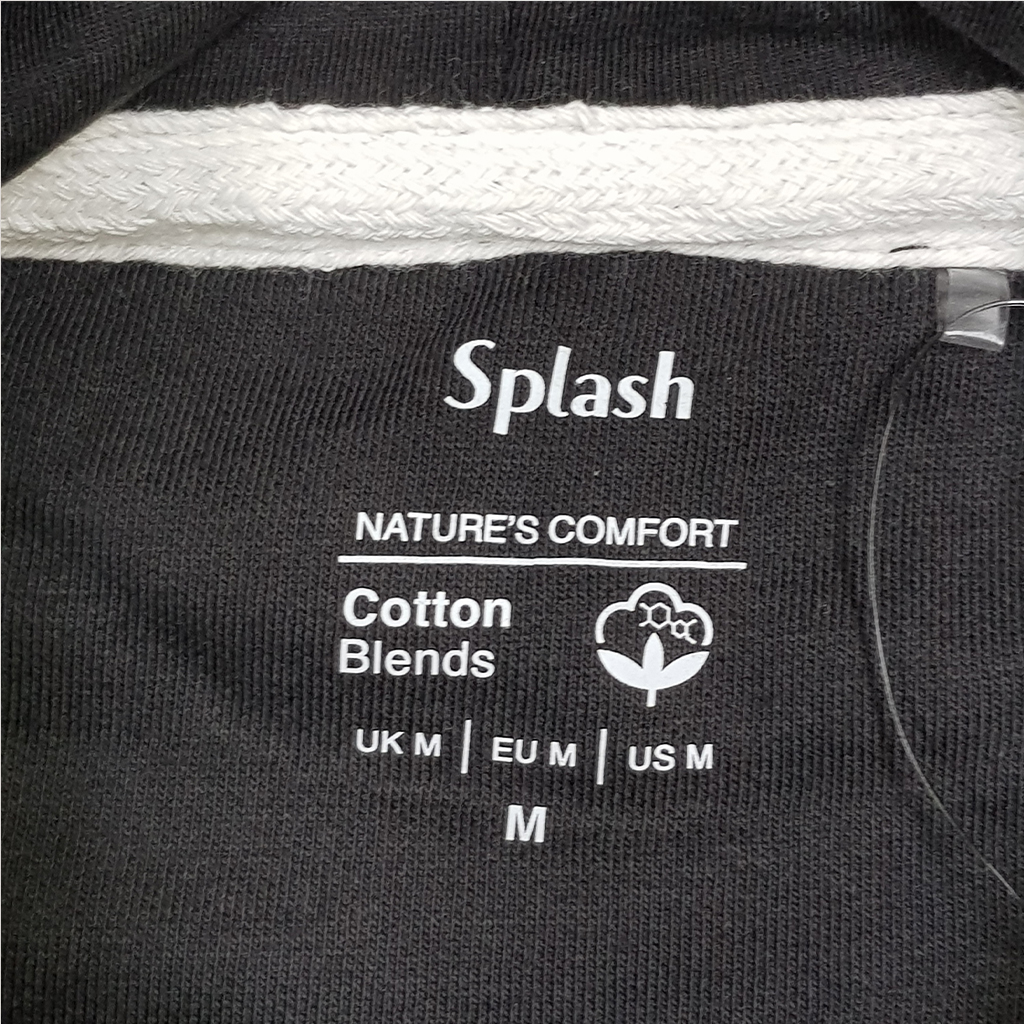 Splash
NATURE'S COMFORT
Cotton
Blends
UK M | EU M | US M
M